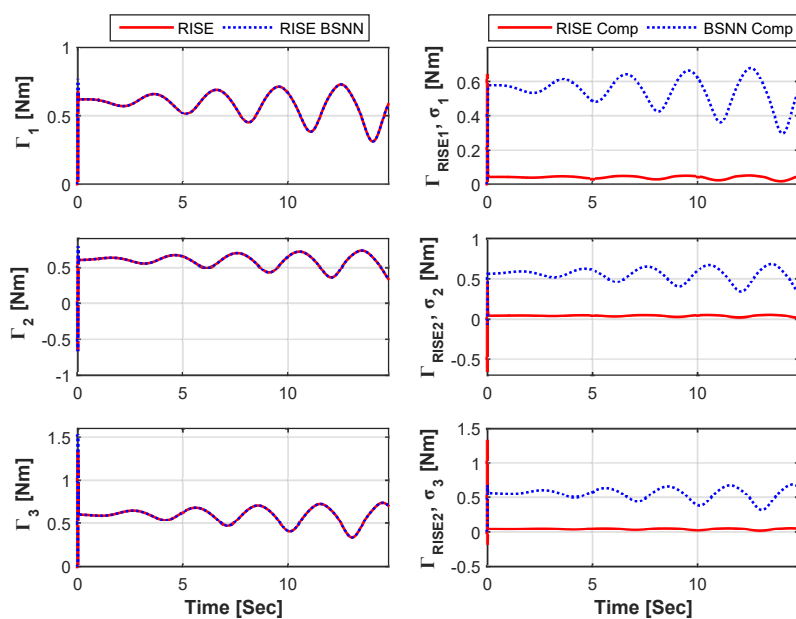 RISE RISE BSNN
RISE Comp BSNN Comp
Γ1 [Nm]
1
0.5
0
0 5 10
ΓRISE1, σ1 [Nm]
0.6
0.4
0.2
0
0 5 10
Γ2 [Nm]
0.5
0
-0.5
-1
0 5 10
ΓRISE2, σ2 [Nm]
1
0.5
0
-0.5
0 5 10
Γ3 [Nm]
1.5
1
0.5
0
0 5 10
Time [Sec]
ΓRISE2, σ3 [Nm]
1.5
1
0.5
0
-0.5
0 5 10
Time [Sec]